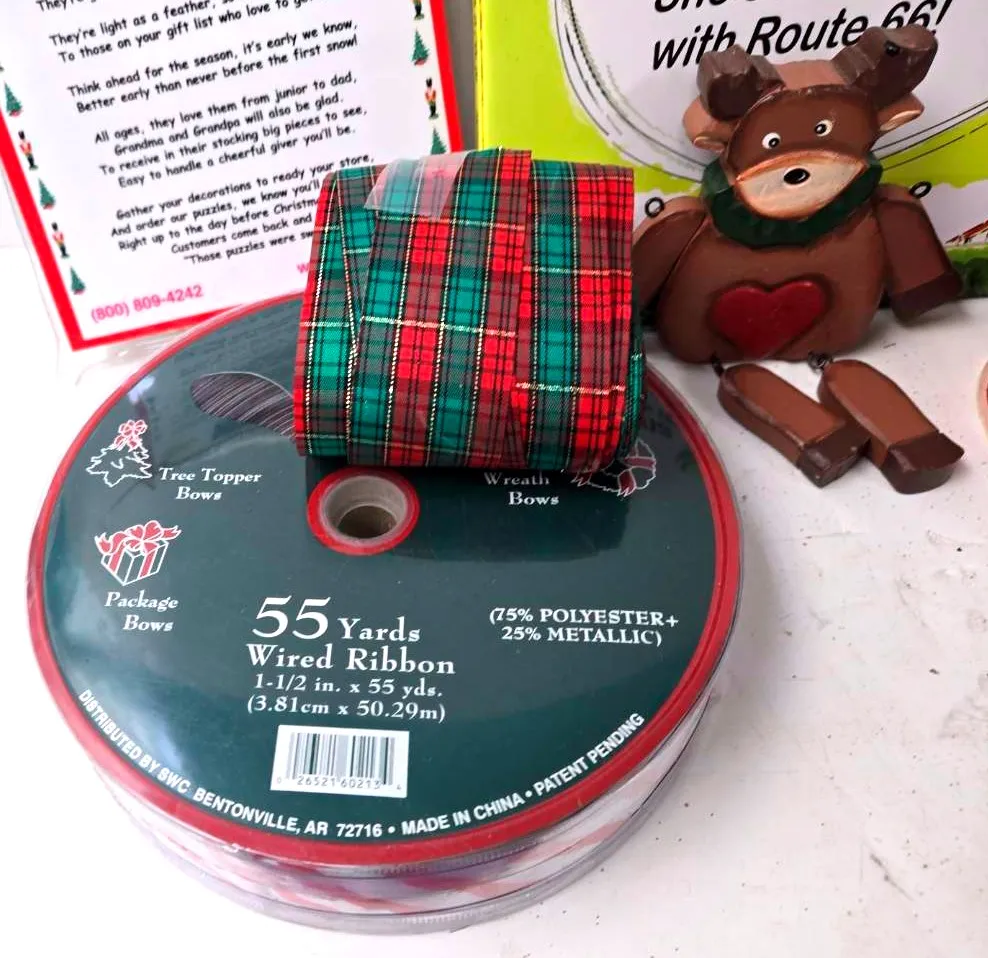 They're light as a feather,
To those on your gift list who love to
Think ahead for the season, it's early we know,
Better early than never before the first snow!
All ages, they love them from junior to dad,
Grandma and Grandpa will also be glad.
To receive in their stocking big pieces to see,
Easy to handle a cheerful giver you'll be.
Gather your decorations to ready your store,
And order our puzzles, we know you'll
Right up to the day before Christm
Customers come back and
"Those puzzles were
(800) 809-4242
with Route 66!
Tree Topper
Bows
Wreath
Bows
Package
Bows
55 Yards
Wired Ribbon
1-1/2 in. x 55 yds.
(3.81cm x 50.29m)
(75% POLYESTER+
25% METALLIC)
0 26521 60213 4
DISTRIBUTED BY SWC BENTONVILLE, AR 72716 • MADE IN CHINA • PATENT PENDING